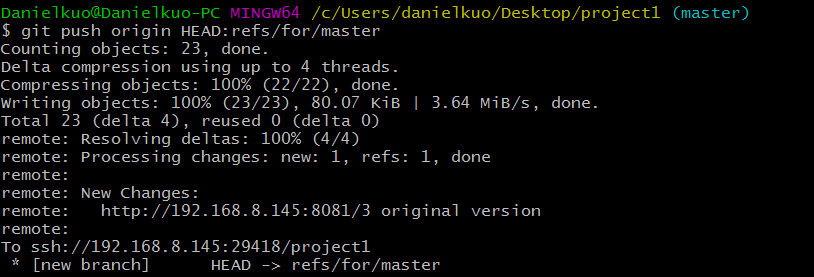 Danielkuo@Danielkuo-PC MINGW64 /c/Users/danielkuo/Desktop/project1 (master)
$ git push origin HEAD:refs/for/master
Counting objects: 23, done.
Delta compression using up to 4 threads.
Compressing objects: 100% (22/22), done.
Writing objects: 100% (23/23), 80.07 KiB | 3.64 MiB/s, done.
Total 23 (delta 4), reused 0 (delta 0)
remote: Resolving deltas: 100% (4/4)
remote: Processing changes: new: 1, refs: 1, done
remote:
remote: New Changes:
remote:   http://192.168.8.145:8081/3 original version
remote:
To ssh://192.168.8.145:29418/project1
 * [new branch]      HEAD -> refs/for/master